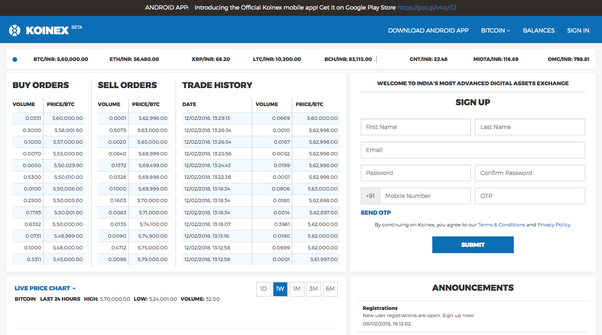 ANDROID APP: Introducing the Official Koinex mobile app! Get it on Google Play Store https://goo.gl/v4qzTZ
KOINEX BETA
DOWNLOAD ANDROID APP BITCOIN BALANCES SIGN IN
BTC/INR: 5,60,000.00 ETH/INR: 56,480.00 XRP/INR: 68.20 LTC/INR: 10,200.00 BCH/INR: 83,115.00 GNT/INR: 22.48 MIOTA/INR: 116.69 OMG/INR: 798.81
BUY ORDERS
VOLUME PRICE/BTC
0.0331 5,60,000.00
0.5000 5,58,001.00
0.1000 5,57,000.00
0.0070 5,55,000.00
0.0050 5,50,029.90
0.5300 5,50,010.00
0.0100 5,50,006.00
0.2500 5,50,005.00
0.1793 5,50,001.00
0.6352 5,50,000.00
0.0731 5,48,999.00
0.1000 5,48,000.00
0.5311 5,45,000.00
SELL ORDERS
VOLUME PRICE/BTC
0.0001 5,62,998.00
0.5075 5,63,000.00
0.0020 5,65,000.00
0.0840 5,68,999.00
0.1372 5,69,499.00
0.0328 5,69,898.00
0.1000 5,69,999.00
0.1603 5,70,000.00
0.0083 5,71,000.00
0.0135 5,74,100.00
0.0090 5,74,900.00
0.4712 5,75,000.00
0.0098 5,79,000.00
TRADE HISTORY
DATE VOLUME PRICE/BTC
12/02/2018, 13:29:13 0.0669 5,60,000.00
12/02/2018, 13:26:54 0.0010 5,62,998.00
12/02/2018, 13:26:54 0.0167 5,62,998.00
12/02/2018, 13:25:56 0.0032 5,62,998.00
12/02/2018, 13:24:43 0.0199 5,62,998.00
12/02/2018, 13:22:38 0.0001 5,62,998.00
12/02/2018, 13:18:34 0.0806 5,63,000.00
12/02/2018, 13:18:34 0.0180 5,62,998.00
12/02/2018, 13:18:34 0.0014 5,62,897.00
12/02/2018, 13:18:07 0.3961 5,62,000.00
12/02/2018, 13:13:16 0.0190 5,62,000.00
12/02/2018, 13:12:58 0.0699 5,62,000.00
12/02/2018, 13:12:58 0.0001 5,61,997.00
WELCOME TO INDIA'S MOST ADVANCED DIGITAL ASSETS EXCHANGE
SIGN UP
First Name Last Name
Email
Password Confirm Password
+91 Mobile Number OTP
SEND OTP
By continuing on Koinex, you agree to our Terms & Conditions and Privacy Policy.
SUBMIT
LIVE PRICE CHART
1D 1W 1M 3M 6M
BITCOIN LAST 24 HOURS HIGH: 5,70,000.00 LOW: 5,24,001.00 VOLUME: 32.00
ANNOUNCEMENTS
Registrations
New user registrations are open. Sign up now!
08/02/2018, 16:12:02